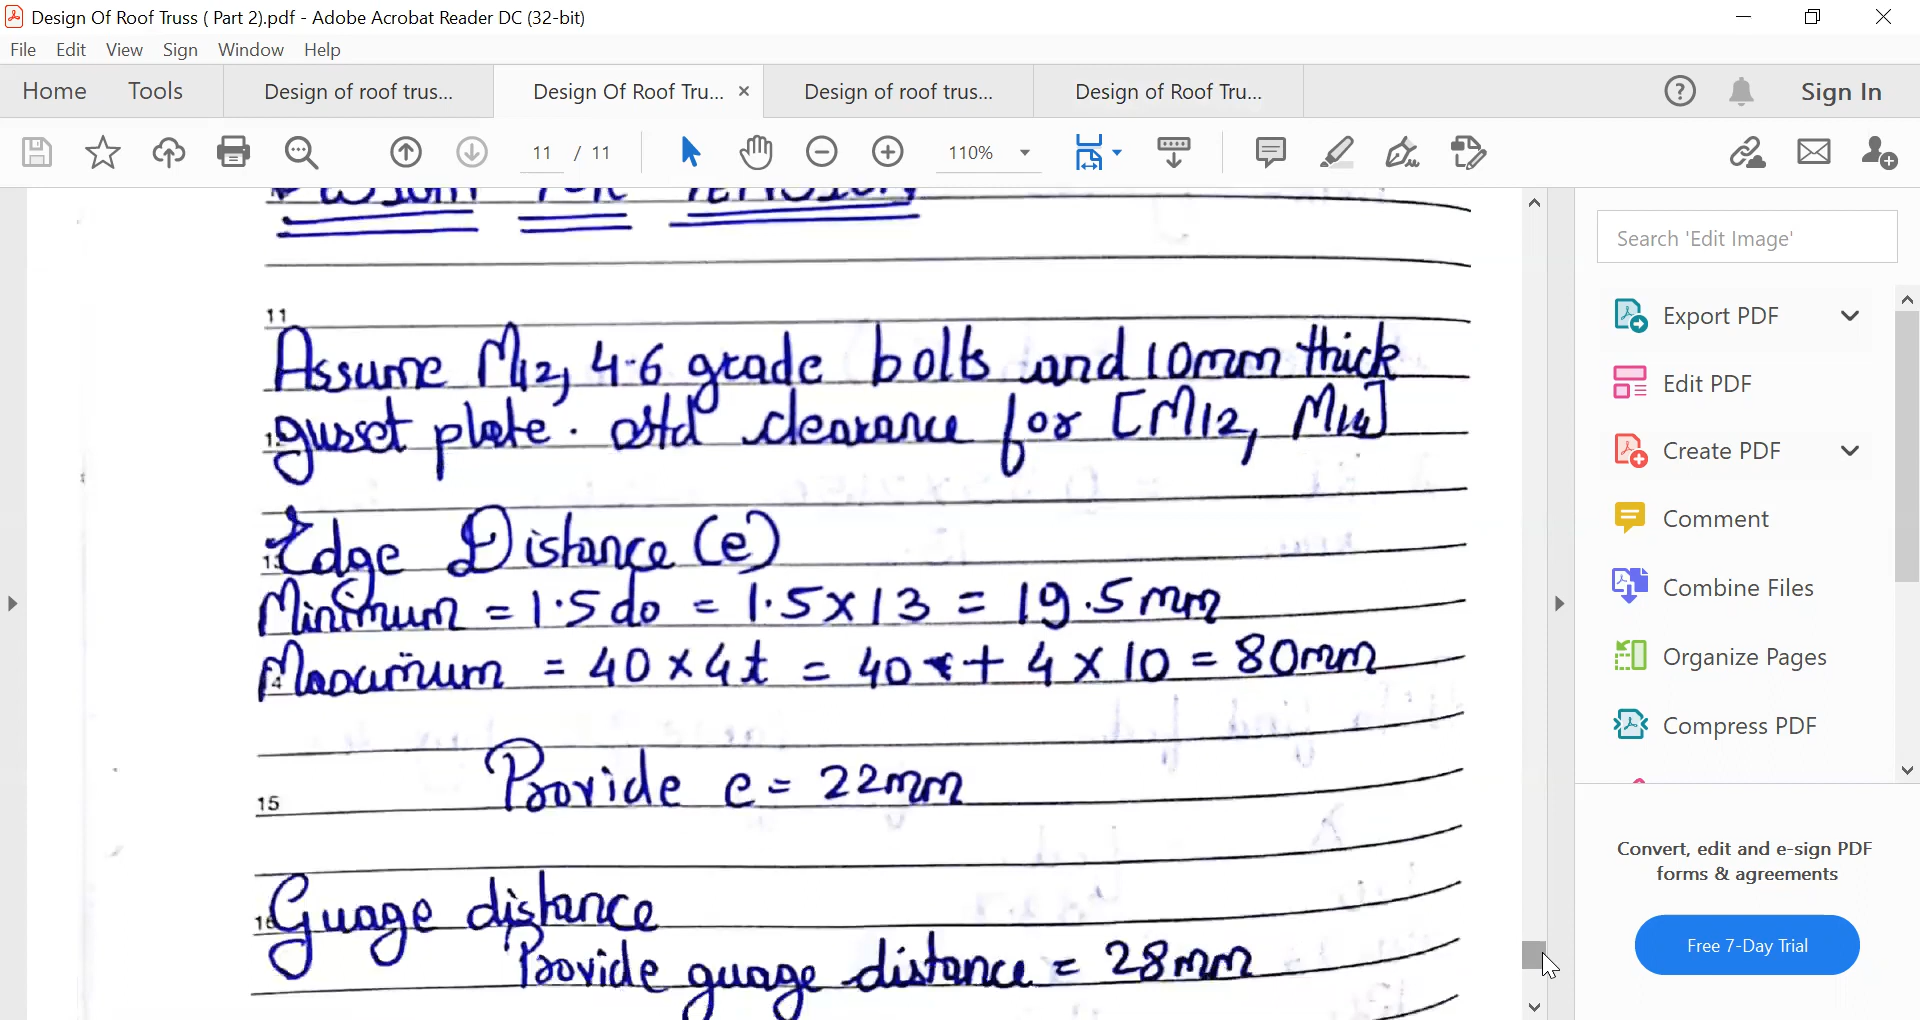 Design Of Roof Truss ( Part 2).pdf - Adobe Acrobat Reader DC (32-bit)
File Edit View Sign Window Help
Home Tools Design of roof trus... Design Of Roof Tru... × Design of roof trus... Design of Roof Tru... Sign In
11 / 11 110%
11
Assume M12, 4.6 grade bolts and 10mm thick
gusset plate. std clearance for [M12, M14]
Edge Distance (e)
Minimum = 1.5 do = 1.5 x 13 = 19.5 mm
Maximum = 40 x 4t = 40 + 4 x 10 = 80mm
Provide e = 22mm
15
16
Guage distance
Provide guage distance = 28mm
Search 'Edit Image'
Export PDF
Edit PDF
Create PDF
Comment
Combine Files
Organize Pages
Compress PDF
Convert, edit and e-sign PDF
forms & agreements
Free 7-Day Trial